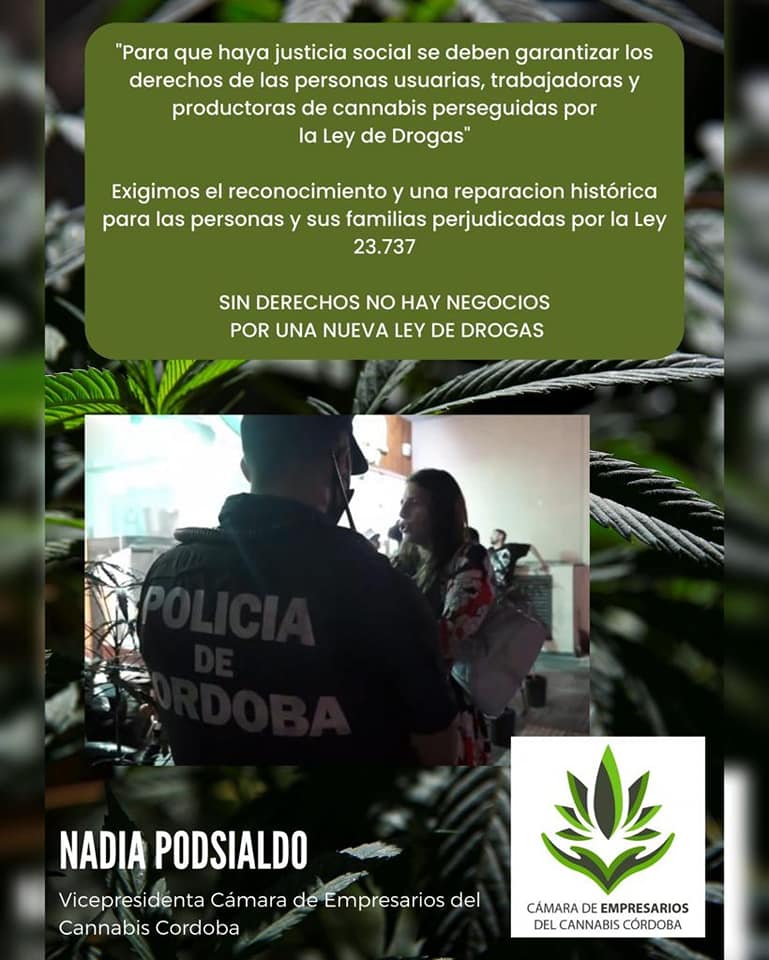 "Para que haya justicia social se deben garantizar los
derechos de las personas usuarias, trabajadoras y
productoras de cannabis perseguidas por
la Ley de Drogas"
Exigimos el reconocimiento y una reparacion histórica
para las personas y sus familias perjudicadas por la Ley
23.737
SIN DERECHOS NO HAY NEGOCIOS
POR UNA NUEVA LEY DE DROGAS
POLICIA
DE
ORDOBA
NADIA PODSIALDO
Vicepresidenta Cámara de Empresarios del
Cannabis Cordoba
CÁMARA DE EMPRESARIOS
DEL CANNABIS CÓRDOBA